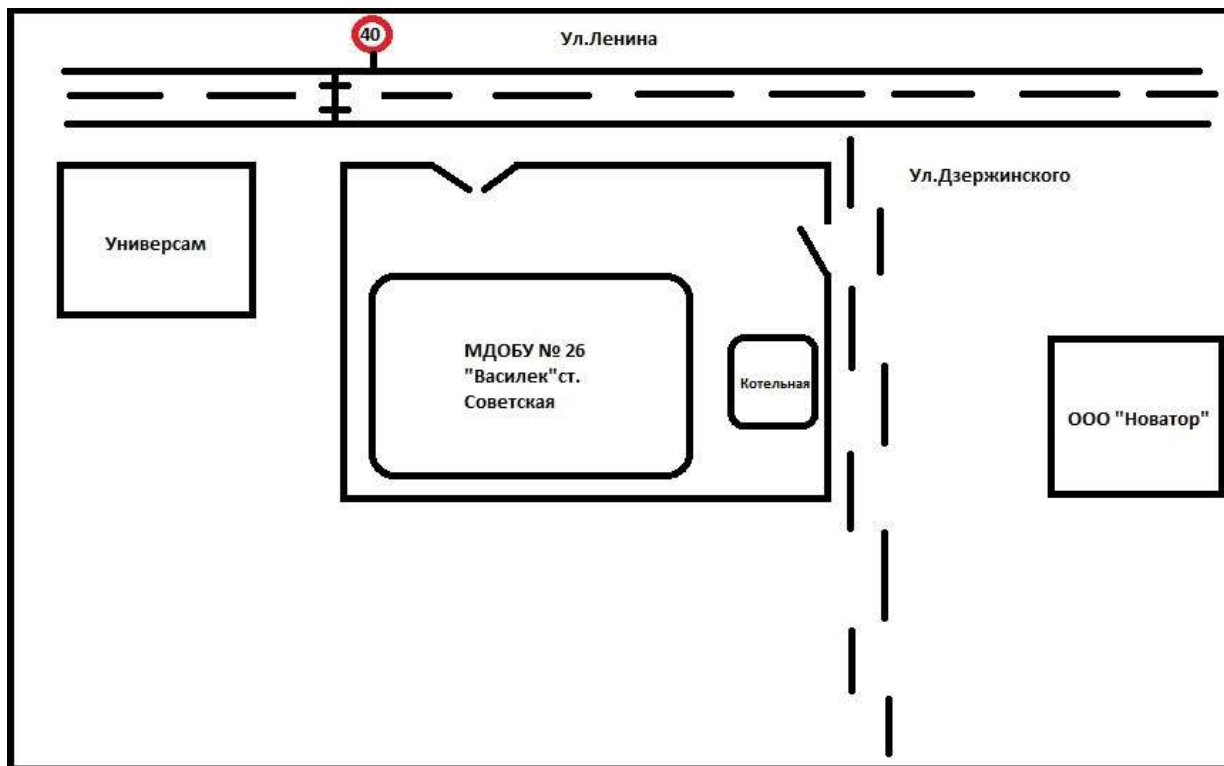 40
Ул.Ленина
Ул.Дзержинского
Универсам
МДОБУ № 26
"Василек"ст.
Советская
Котельная
ООО "Новатор"